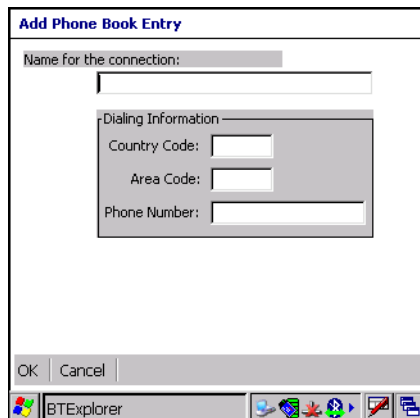 Add Phone Book Entry
Name for the connection:
Dialing Information
Country Code:
Area Code:
Phone Number:
OK Cancel
BTExplorer